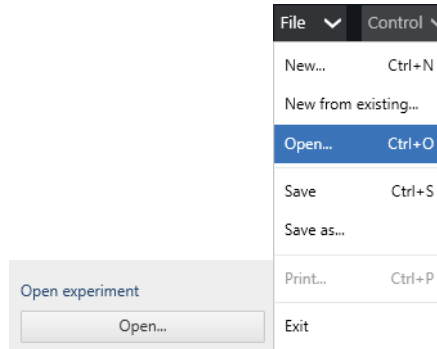 File Control
New... Ctrl+N
New from existing...
Open... Ctrl+O
Save Ctrl+S
Save as...
Print... Ctrl+P
Exit
Open experiment
Open...